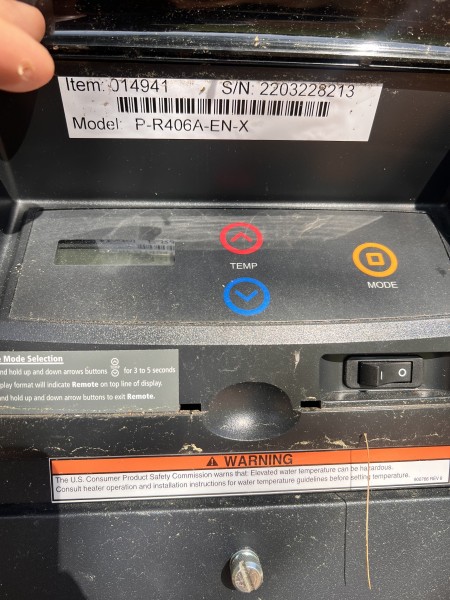 Item: 014941 S/N: 2203228213
Model: P-R406A-EN-X
TEMP
MODE
e Mode Selection
and hold up and down arrows buttons for 3 to 5 seconds
play format will indicate Remote on top line of display.
and hold up and down arrow buttons to exit Remote.
I O
WARNING
The U.S. Consumer Product Safety Commission warns that: Elevated water temperature can be hazardous.
Consult heater operation and installation instructions for water temperature guidelines before setting temperature.